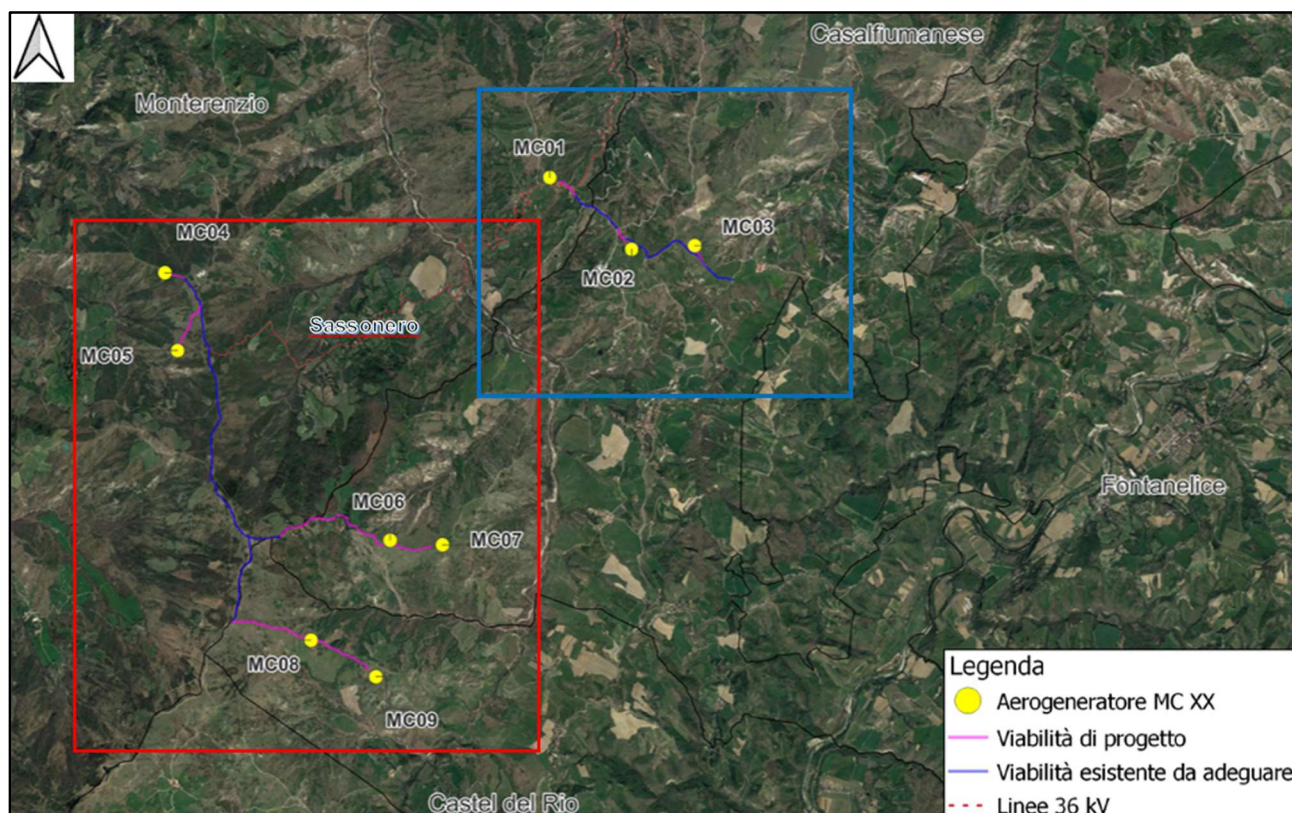 Casalfiumanese
Monterenzio
MC01
MC04
MC03
MC02
Sassonero
MC05
Fontanelice
MC06
MC07
MC08
MC09
Castel del Rio
Legenda
Aerogeneratore MC XX
Viabilità di progetto
Viabilità esistente da adeguare
Linee 36 kV